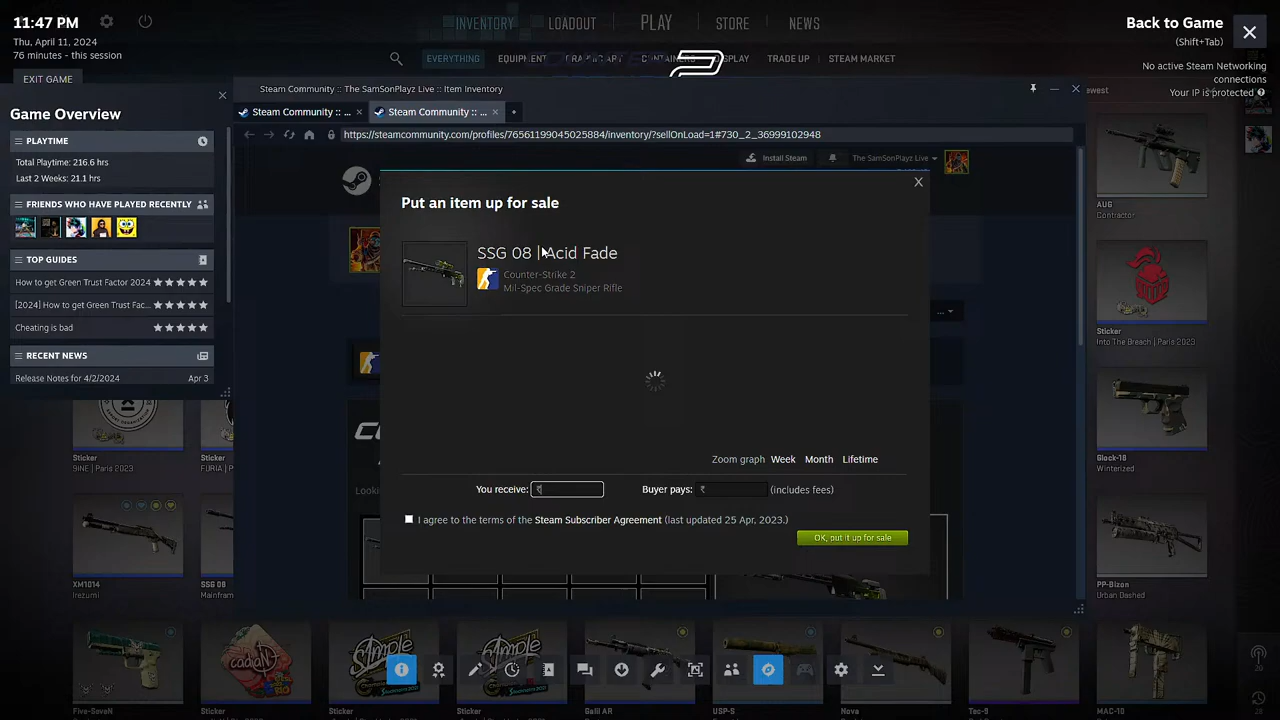 11:47 PM
Thu, April 11, 2024
76 minutes - this session
EXIT GAME
INVENTORY
LOADOUT
PLAY
STORE
NEWS
EVERYTHING
TRADE UP
STEAM MARKET
Back to Game
(Shift+Tab)
No active Steam Networking
connections
Your IP is protected
Game Overview
PLAYTIME
Total Playtime: 216.6 hrs
Last 2 Weeks: 21.1 hrs
FRIENDS WHO HAVE PLAYED RECENTLY
TOP GUIDES
How to get Green Trust Factor 2024
[2024] How to get Green Trust Fac...
Cheating is bad
RECENT NEWS
Release Notes for 4/2/2024
Apr 3
Steam Community :: The SamSonPlayz Live :: Item Inventory
Steam Community :: ...
Steam Community :: ...
https://steamcommunity.com/profiles/76561199045025884/inventory/?sellOnLoad=1#730_2_36999102948
Install Steam
The SamSonPlayz Live
Put an item up for sale
X
SSG 08 | Acid Fade
Counter-Strike 2
Mil-Spec Grade Sniper Rifle
Zoom graph
Week
Month
Lifetime
You receive: ₹
Buyer pays: ₹
(includes fees)
I agree to the terms of the Steam Subscriber Agreement (last updated 25 Apr, 2023.)
OK, put it up for sale
AUG
Contractor
Sticker
Into The Breach | Paris 2023
Glock-18
Winterized
PP-Bizon
Urban Dashed
Sticker
9INE | Paris 2023
XM1014
Irezumi
SSG 08
Five-SeveN
Sticker
Sticker
Sticker
Galil AR
USP-S
Nova
Tec-9
MAC-10